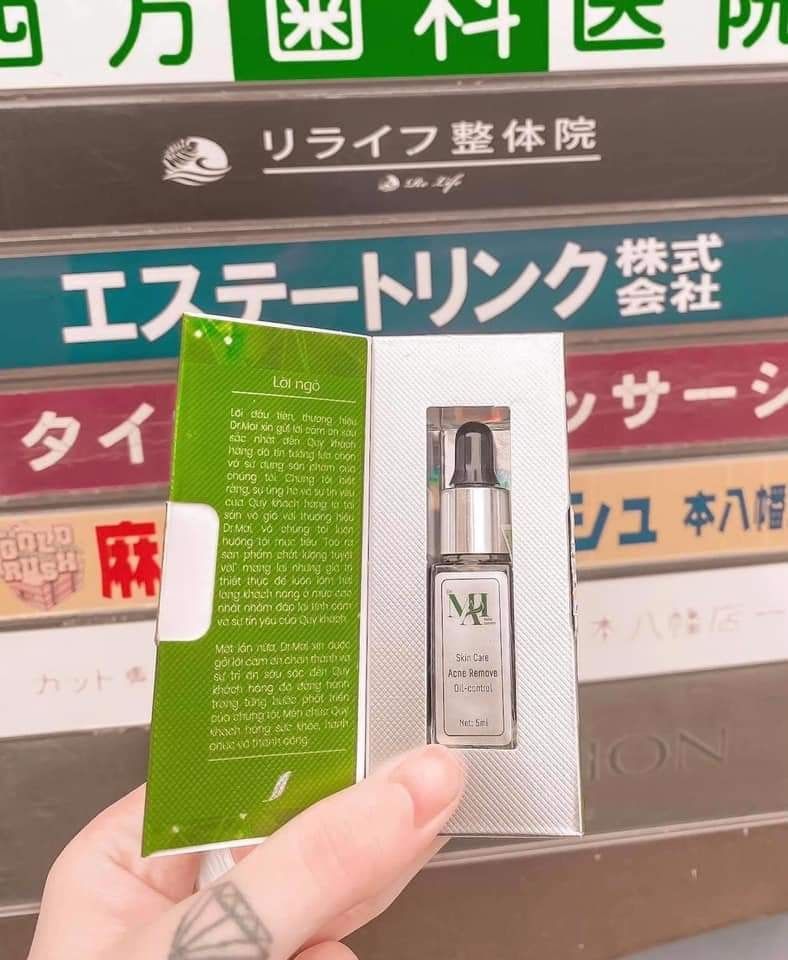 西方歯科医院
リライフ整体院
Re Life
エステートリンク株式会社
タイ
ッサージ
GOLD RUSH
麻
シュ 本八幡
カット
本八幡店
ION
Lời ngỏ
Lời đầu tiên, thương hiệu
Dr.Mai xin gửi lời cảm ơn sâu
sắc nhất đến Quý khách
hàng đã tin tưởng lựa chọn
và sử dụng sản phẩm của
chúng tôi. Chúng tôi biết
rằng, sự ủng hộ và sự tin yêu
của Quý khách hàng là tài
sản vô giá với thương hiệu
Dr.Mai, và chúng tôi luôn
hướng tới mục tiêu "Tạo ra
sản phẩm chất lượng tuyệt
vời" mang lại những giá trị
thiết thực để luôn làm hài
lòng khách hàng ở mức cao
nhất nhằm đáp lại tình cảm
và sự tin yêu của Quý khách.
Một lần nữa, Dr.Mai xin được
gửi lời cảm ơn chân thành và
sự tri ân sâu sắc đến Quý
khách hàng đã đồng hành
trong từng bước phát triển
của chúng tôi. Mến chúc Quý
khách hàng sức khỏe, hạnh
phúc và thành công.
MAI
Skin Care
Acne Remove
Oil-control
Net: 5ml